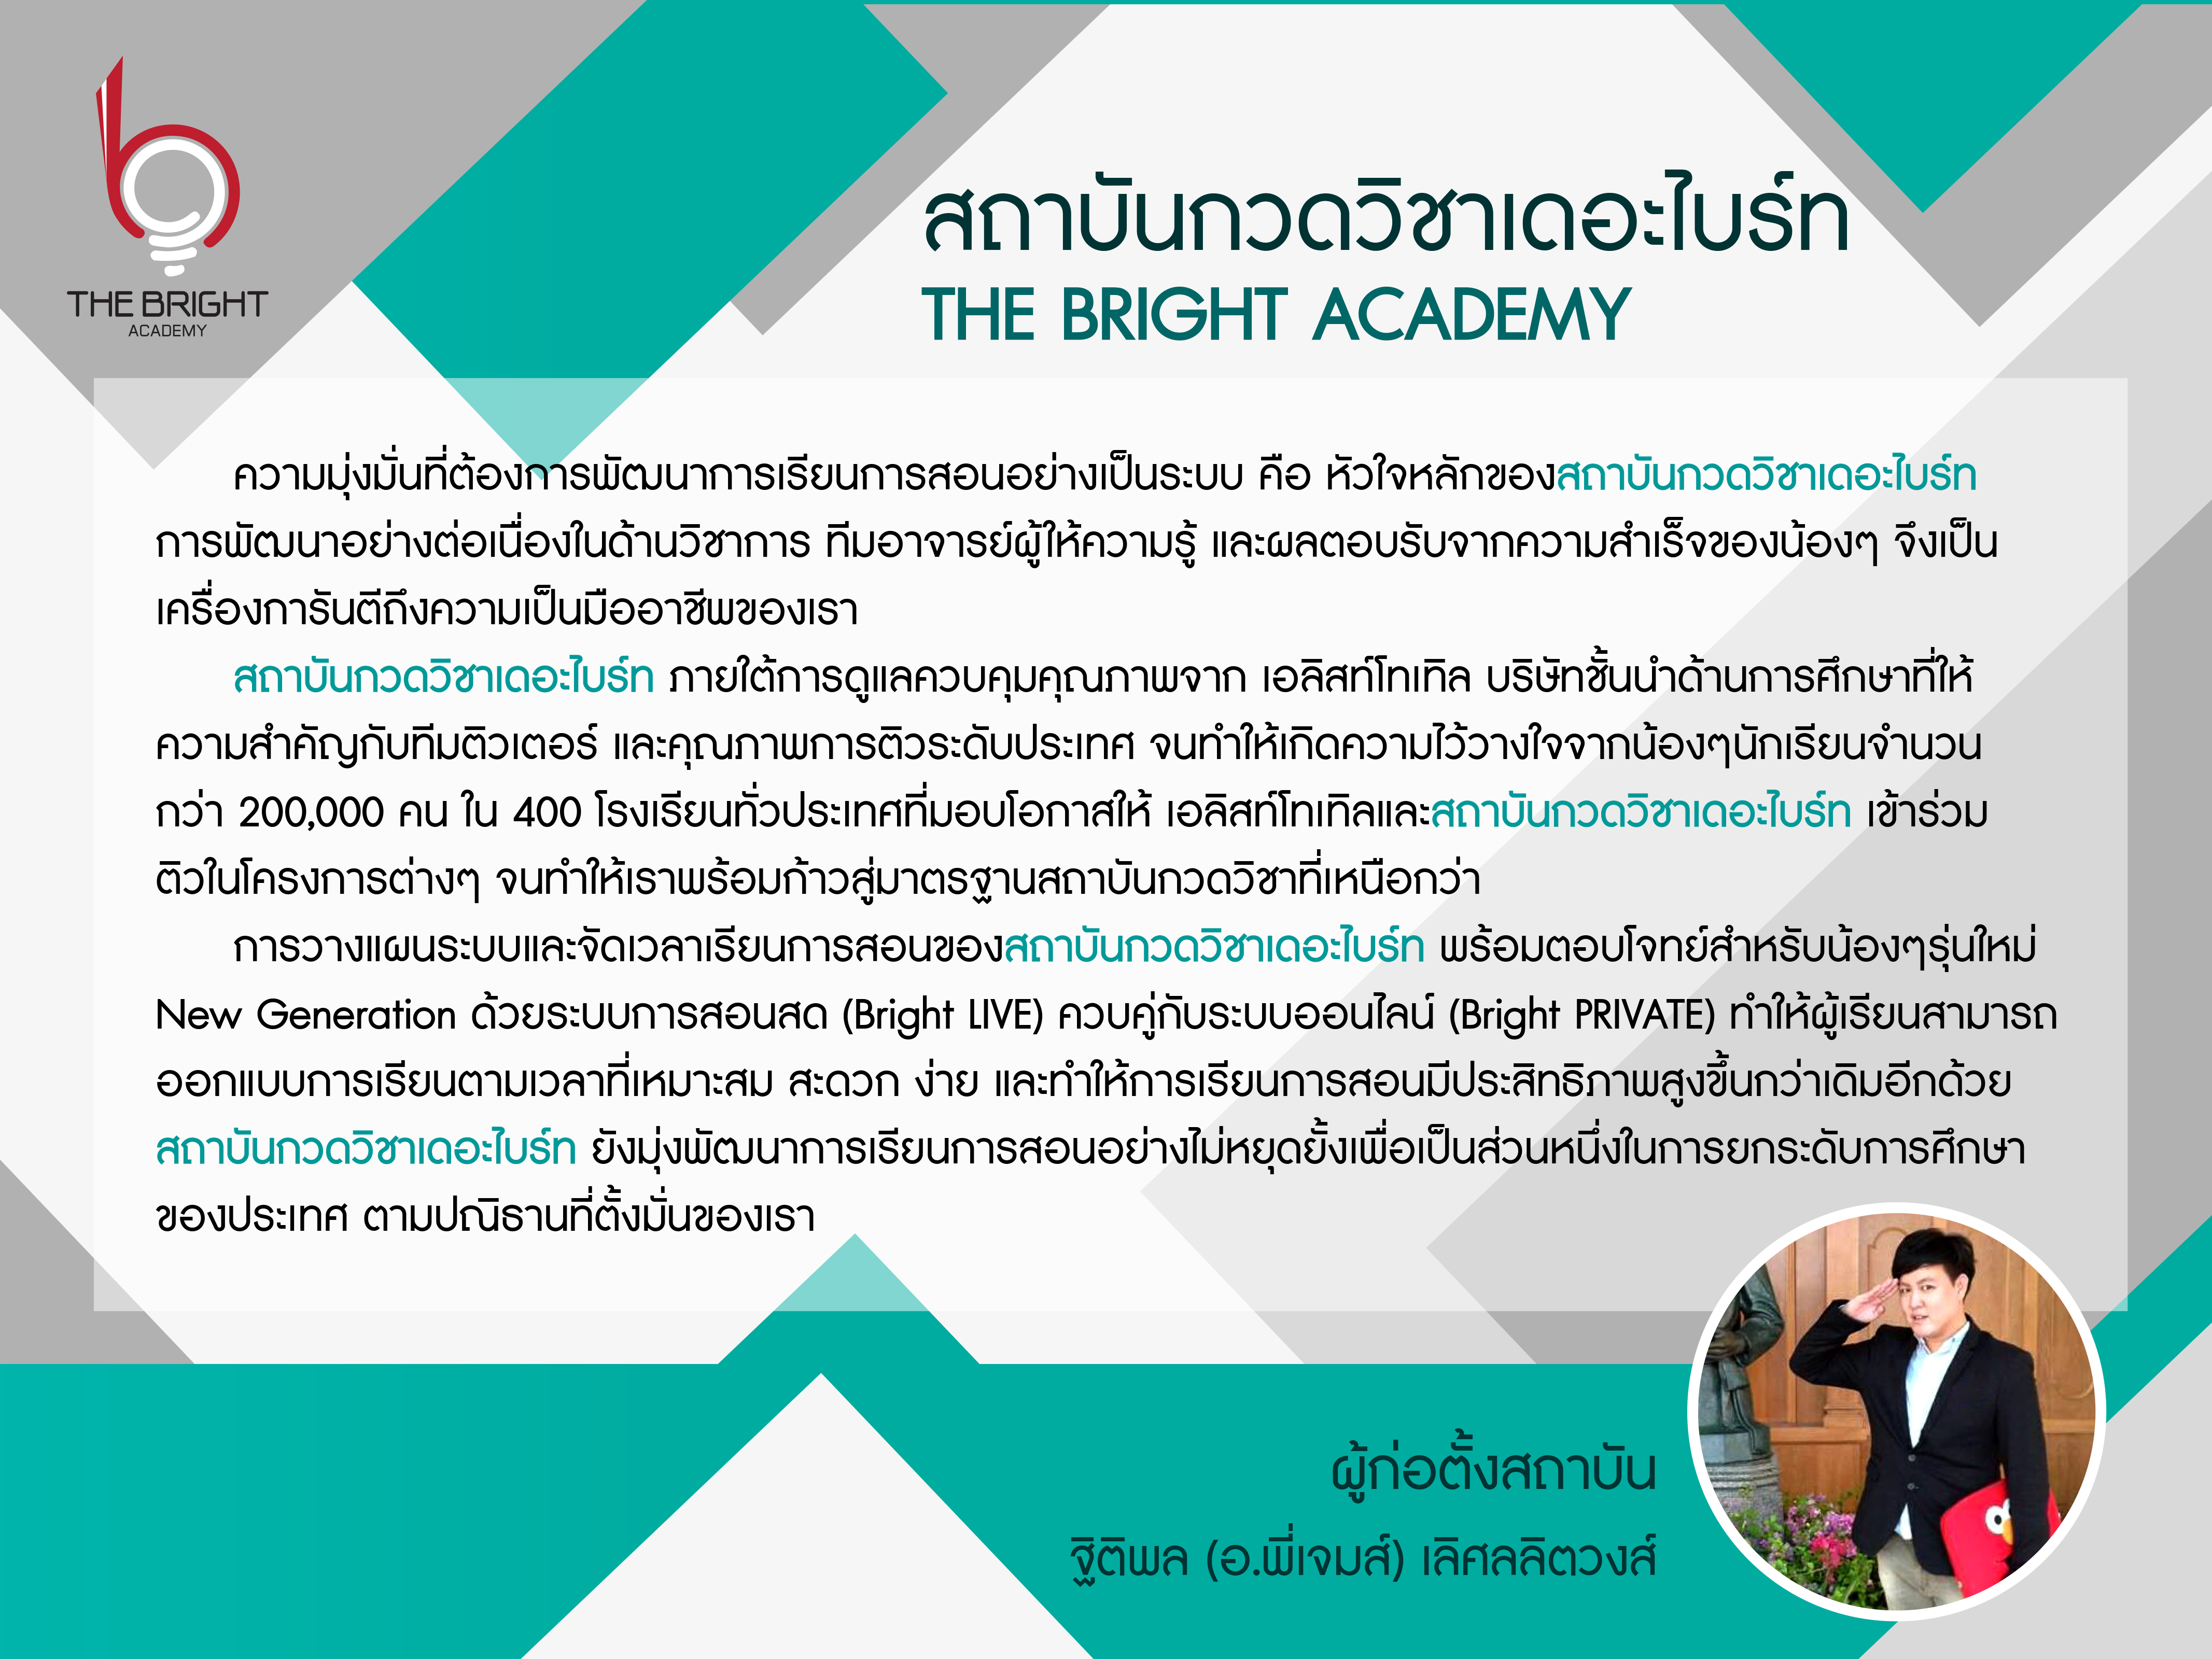 THE BRIGHT
ACADEMY
สถาบันกวดวิชาเดอะไบร์ท
THE BRIGHT ACADEMY
ความมุ่งมั่นที่ต้องการพัฒนาการเรียนการสอนอย่างเป็นระบบ คือ หัวใจหลักของสถาบันกวดวิชาเดอะไบร์ท
การพัฒนาอย่างต่อเนื่องในด้านวิชาการ ทีมอาจารย์ผู้ให้ความรู้ และผลตอบรับจากความสำเร็จของน้องๆ จึงเป็น
เครื่องการันตีถึงความเป็นมืออาชีพของเรา
สถาบันกวดวิชาเดอะไบร์ท ภายใต้การดูแลควบคุมคุณภาพจาก เอลิสท์โทเทิล บริษัทชั้นนำด้านการศึกษาที่ให้
ความสำคัญกับทีมติวเตอร์ และคุณภาพการติวระดับประเทศ จนทำให้เกิดความไว้วางใจจากน้องๆนักเรียนจำนวน
กว่า 200,000 คน ใน 400 โรงเรียนทั่วประเทศที่มอบโอกาสให้ เอลิสท์โทเทิลและสถาบันกวดวิชาเดอะไบร์ท เข้าร่วม
ติวในโครงการต่างๆ จนทำให้เราพร้อมก้าวสู่มาตรฐานสถาบันกวดวิชาที่เหนือกว่า
การวางแผนระบบและจัดเวลาเรียนการสอนของสถาบันกวดวิชาเดอะไบร์ท พร้อมตอบโจทย์สำหรับน้องๆรุ่นใหม่
New Generation ด้วยระบบการสอนสด (Bright LIVE) ควบคู่กับระบบออนไลน์ (Bright PRIVATE) ทำให้ผู้เรียนสามารถ
ออกแบบการเรียนตามเวลาที่เหมาะสม สะดวก ง่าย และทำให้การเรียนการสอนมีประสิทธิภาพสูงขึ้นกว่าเดิมอีกด้วย
สถาบันกวดวิชาเดอะไบร์ท ยังมุ่งพัฒนาการเรียนการสอนอย่างไม่หยุดยั้งเพื่อเป็นส่วนหนึ่งในการยกระดับการศึกษา
ของประเทศ ตามปณิธานที่ตั้งมั่นของเรา
ผู้ก่อตั้งสถาบัน
ฐิติพล (อ.พี่เจมส์) เลิศลลิตวงส์